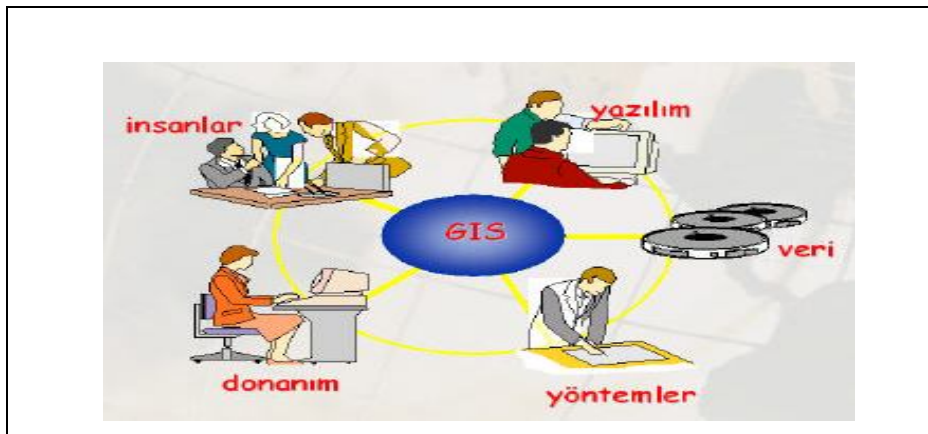 insanlar
yazılım
GIS
veri
donanım
yöntemler